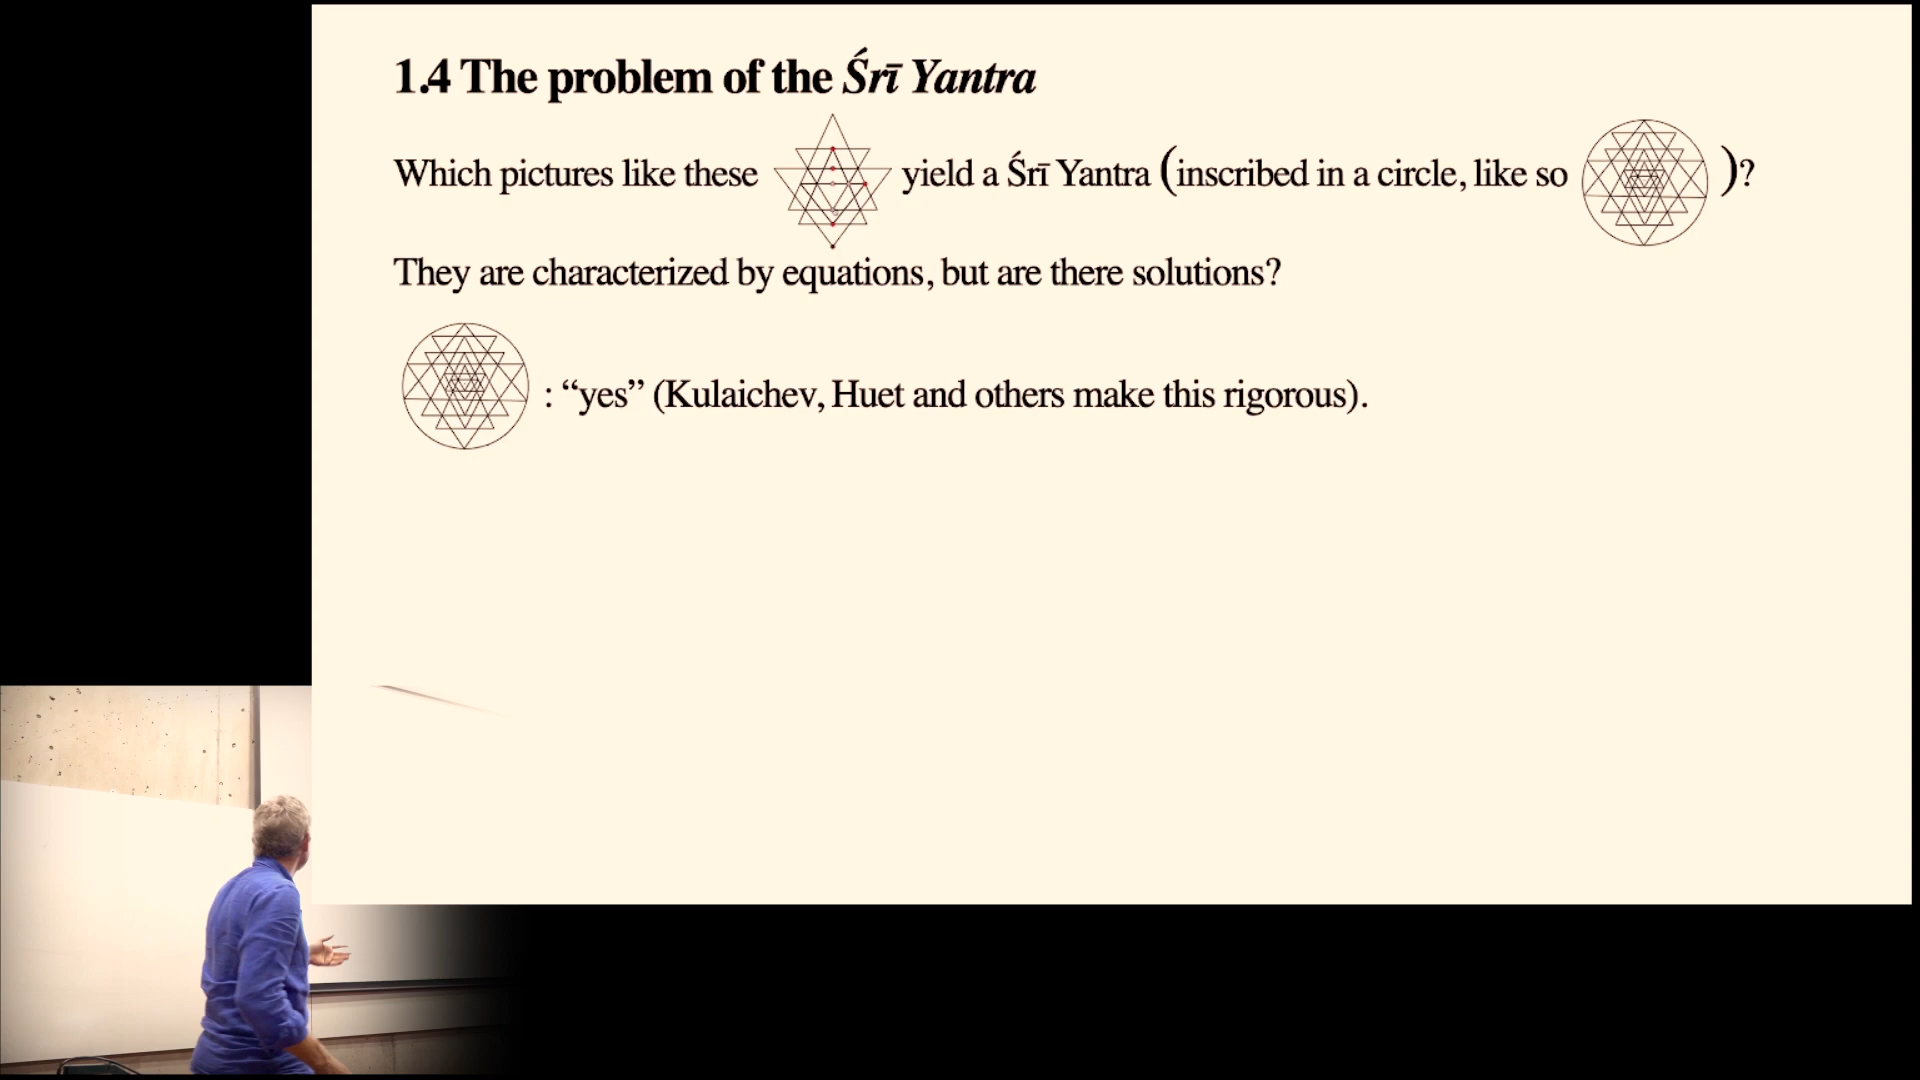 1.4 The problem of the Śrī Yantra
Which pictures like these yield a Śrī Yantra (inscribed in a circle, like so )?
They are characterized by equations, but are there solutions?
: “yes” (Kulaichev, Huet and others make this rigorous).